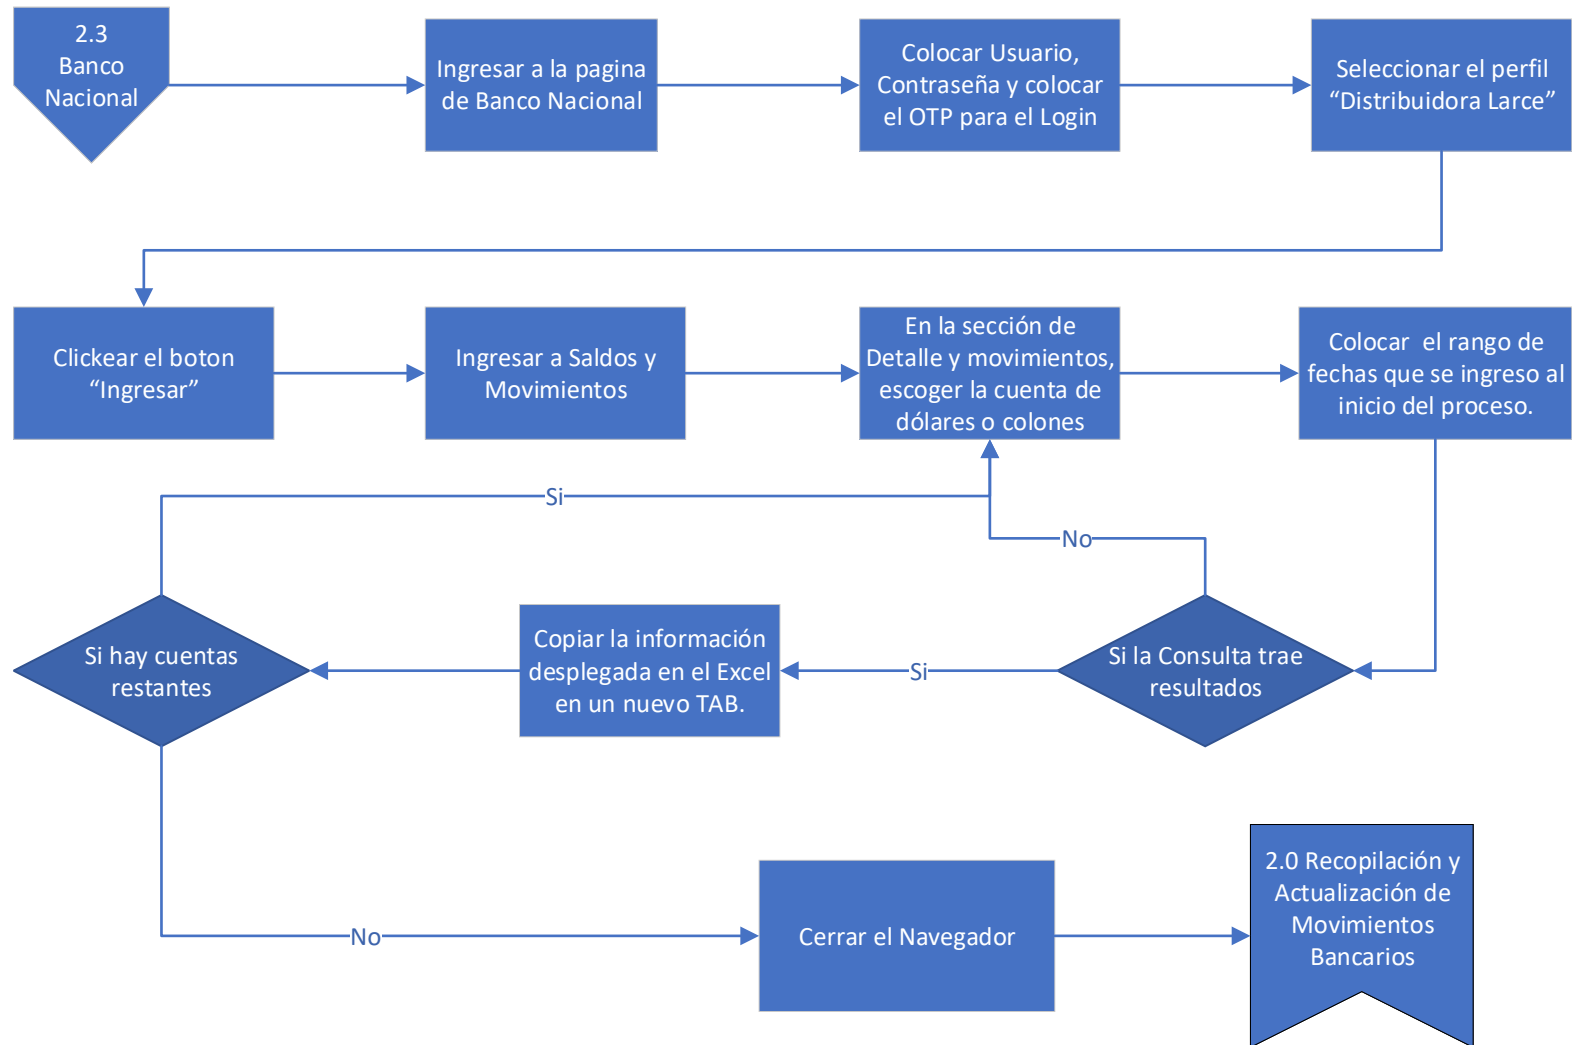 2.3
Banco
Nacional
Ingresar a la pagina
de Banco Nacional
Colocar Usuario,
Contraseña y colocar
el OTP para el Login
Seleccionar el perfil
“Distribuidora Larce”
Clickear el boton
“Ingresar”
Ingresar a Saldos y
Movimientos
En la sección de
Detalle y movimientos,
escoger la cuenta de
dólares o colones
Colocar el rango de
fechas que se ingreso al
inicio del proceso.
Si
No
Si hay cuentas
restantes
Copiar la información
desplegada en el Excel
en un nuevo TAB.
Si
Si la Consulta trae
resultados
No
Cerrar el Navegador
2.0 Recopilación y
Actualización de
Movimientos
Bancarios